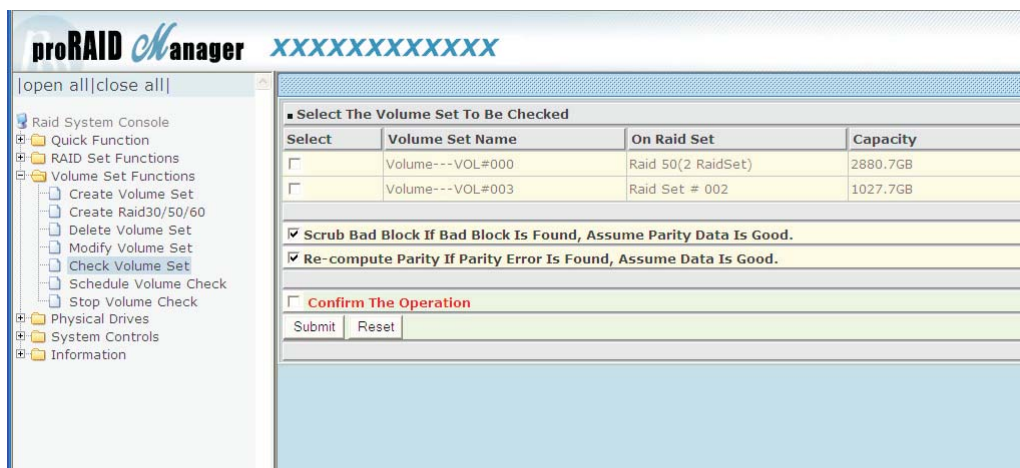 proRAID Manager XXXXXXXXXXXX
|open all|close all|
Raid System Console
Quick Function
RAID Set Functions
Volume Set Functions
Create Volume Set
Create Raid30/50/60
Delete Volume Set
Modify Volume Set
Check Volume Set
Schedule Volume Check
Stop Volume Check
Physical Drives
System Controls
Information
Select The Volume Set To Be Checked
Select Volume Set Name On Raid Set Capacity
Volume---VOL#000 Raid 50(2 RaidSet) 2880.7GB
Volume---VOL#003 Raid Set # 002 1027.7GB
Scrub Bad Block If Bad Block Is Found, Assume Parity Data Is Good.
Re-compute Parity If Parity Error Is Found, Assume Data Is Good.
Confirm The Operation
Submit Reset